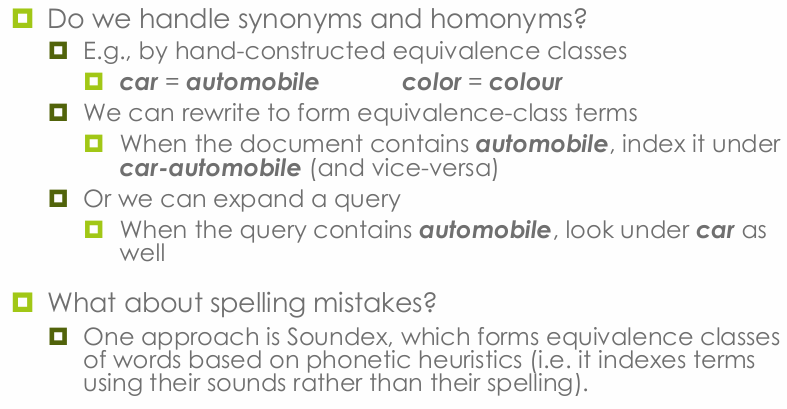 Do we handle synonyms and homonyms?
E.g., by hand-constructed equivalence classes
car = automobile color = colour
We can rewrite to form equivalence-class terms
When the document contains automobile, index it under
car-automobile (and vice-versa)
Or we can expand a query
When the query contains automobile, look under car as
well
What about spelling mistakes?
One approach is Soundex, which forms equivalence classes
of words based on phonetic heuristics (i.e. it indexes terms
using their sounds rather than their spelling).